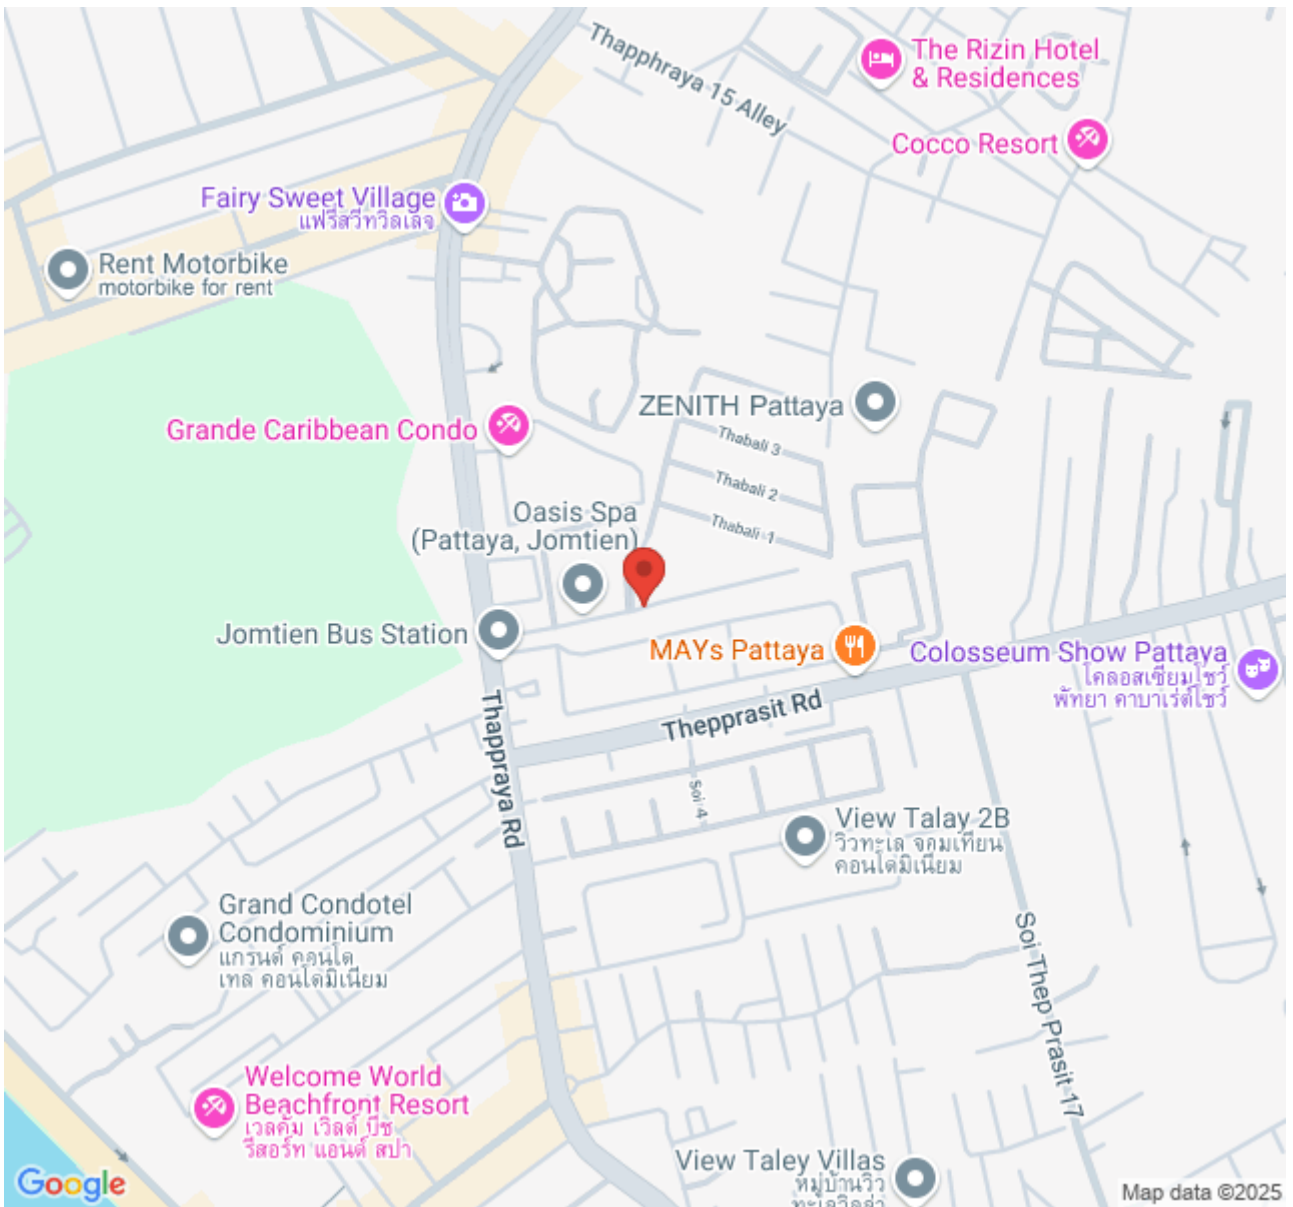 Thapphraya 15 Alley
The Rizin Hotel
& Residences
Cocco Resort
Fairy Sweet Village
แฟรีสวีทวิลเลจ
Rent Motorbike
motorbike for rent
ZENITH Pattaya
Grande Caribbean Condo
Thabali 3
Thabali 2
Thabali 1
Oasis Spa
(Pattaya, Jomtien)
Jomtien Bus Station
MAYs Pattaya
Colosseum Show Pattaya
โคลอสเซียมโชว์
พัทยา คาบาเร่ต์โชว์
Thepprasit Rd
Thappraya Rd
Soi 4
View Talay 2B
วิวทะเล จอมเทียน
คอนโดมิเนียม
Grand Condotel
Condominium
แกรนด์ คอนโด
เทล คอนโดมิเนียม
Soi Thep Prasit 17
Welcome World
Beachfront Resort
เวลคัม เวิลด์ บีช
รีสอร์ท แอนด์ สปา
View Taley Villas
หมู่บ้านวิว
ทะเลวิลล่า
Google
Map data ©2025